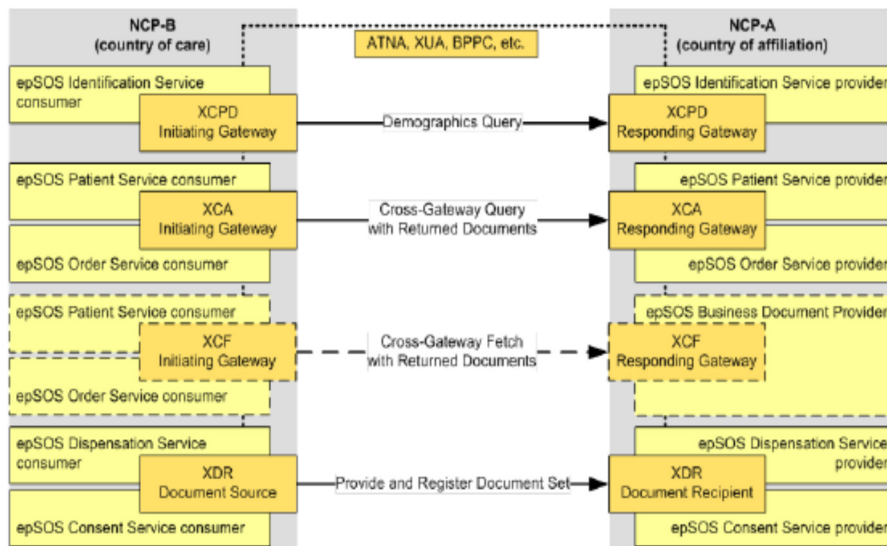 NCP-B
(country of care)
ATNA, XUA, BPPC, etc.
NCP-A
(country of affiliation)
epSOS Identification Service
consumer
XCPD
Initiating Gateway
Demographics Query
epSOS Identification Service provider
XCPD
Responding Gateway
epSOS Patient Service consumer
XCA
Initiating Gateway
epSOS Order Service consumer
Cross-Gateway Query
with Returned Documents
epSOS Patient Service provider
XCA
Responding Gateway
epSOS Order Service provider
epSOS Patient Service consumer
XCF
Initiating Gateway
epSOS Order Service consumer
Cross-Gateway Fetch
with Returned Documents
epSOS Business Document Provider
XCF
Responding Gateway
epSOS Dispensation Service
consumer
XDR
Document Source
epSOS Consent Service consumer
Provide and Register Document Set
epSOS Dispensation Service
provider
XDR
Document Recipient
epSOS Consent Service provider